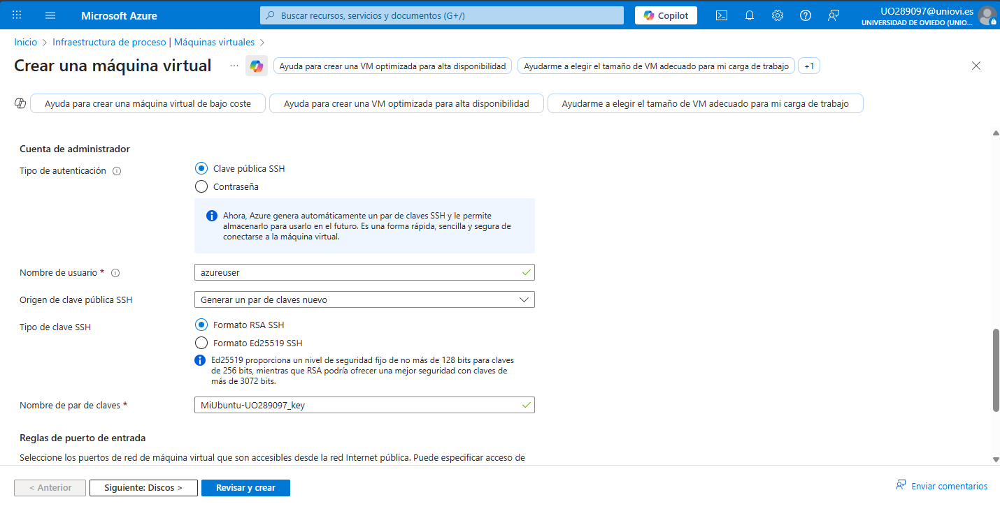 Microsoft Azure
Buscar recursos, servicios y documentos (G+/)
Copilot
UO289097@uniovi.es
UNIVERSIDAD DE OVIEDO (UNIO...
Inicio > Infraestructura de proceso | Máquinas virtuales >
Crear una máquina virtual
...
Ayuda para crear una VM optimizada para alta disponibilidad
Ayudarme a elegir el tamaño de VM adecuado para mi carga de trabajo
+1
Ayuda para crear una máquina virtual de bajo coste
Ayuda para crear una VM optimizada para alta disponibilidad
Ayudarme a elegir el tamaño de VM adecuado para mi carga de trabajo
Cuenta de administrador
Tipo de autenticación
Clave pública SSH
Contraseña
Ahora, Azure genera automáticamente un par de claves SSH y le permite
almacenarlo para usarlo en el futuro. Es una forma rápida, sencilla y segura de
conectarse a la máquina virtual.
Nombre de usuario *
azureuser
Origen de clave pública SSH
Generar un par de claves nuevo
Tipo de clave SSH
Formato RSA SSH
Formato Ed25519 SSH
Ed25519 proporciona un nivel de seguridad fijo de no más de 128 bits para claves
de 256 bits, mientras que RSA podría ofrecer una mejor seguridad con claves de
más de 3072 bits.
Nombre de par de claves *
MiUbuntu-UO289097_key
Reglas de puerto de entrada
Seleccione los puertos de red de máquina virtual que son accesibles desde la red Internet pública. Puede especificar acceso de
< Anterior
Siguiente: Discos >
Revisar y crear
Enviar comentarios